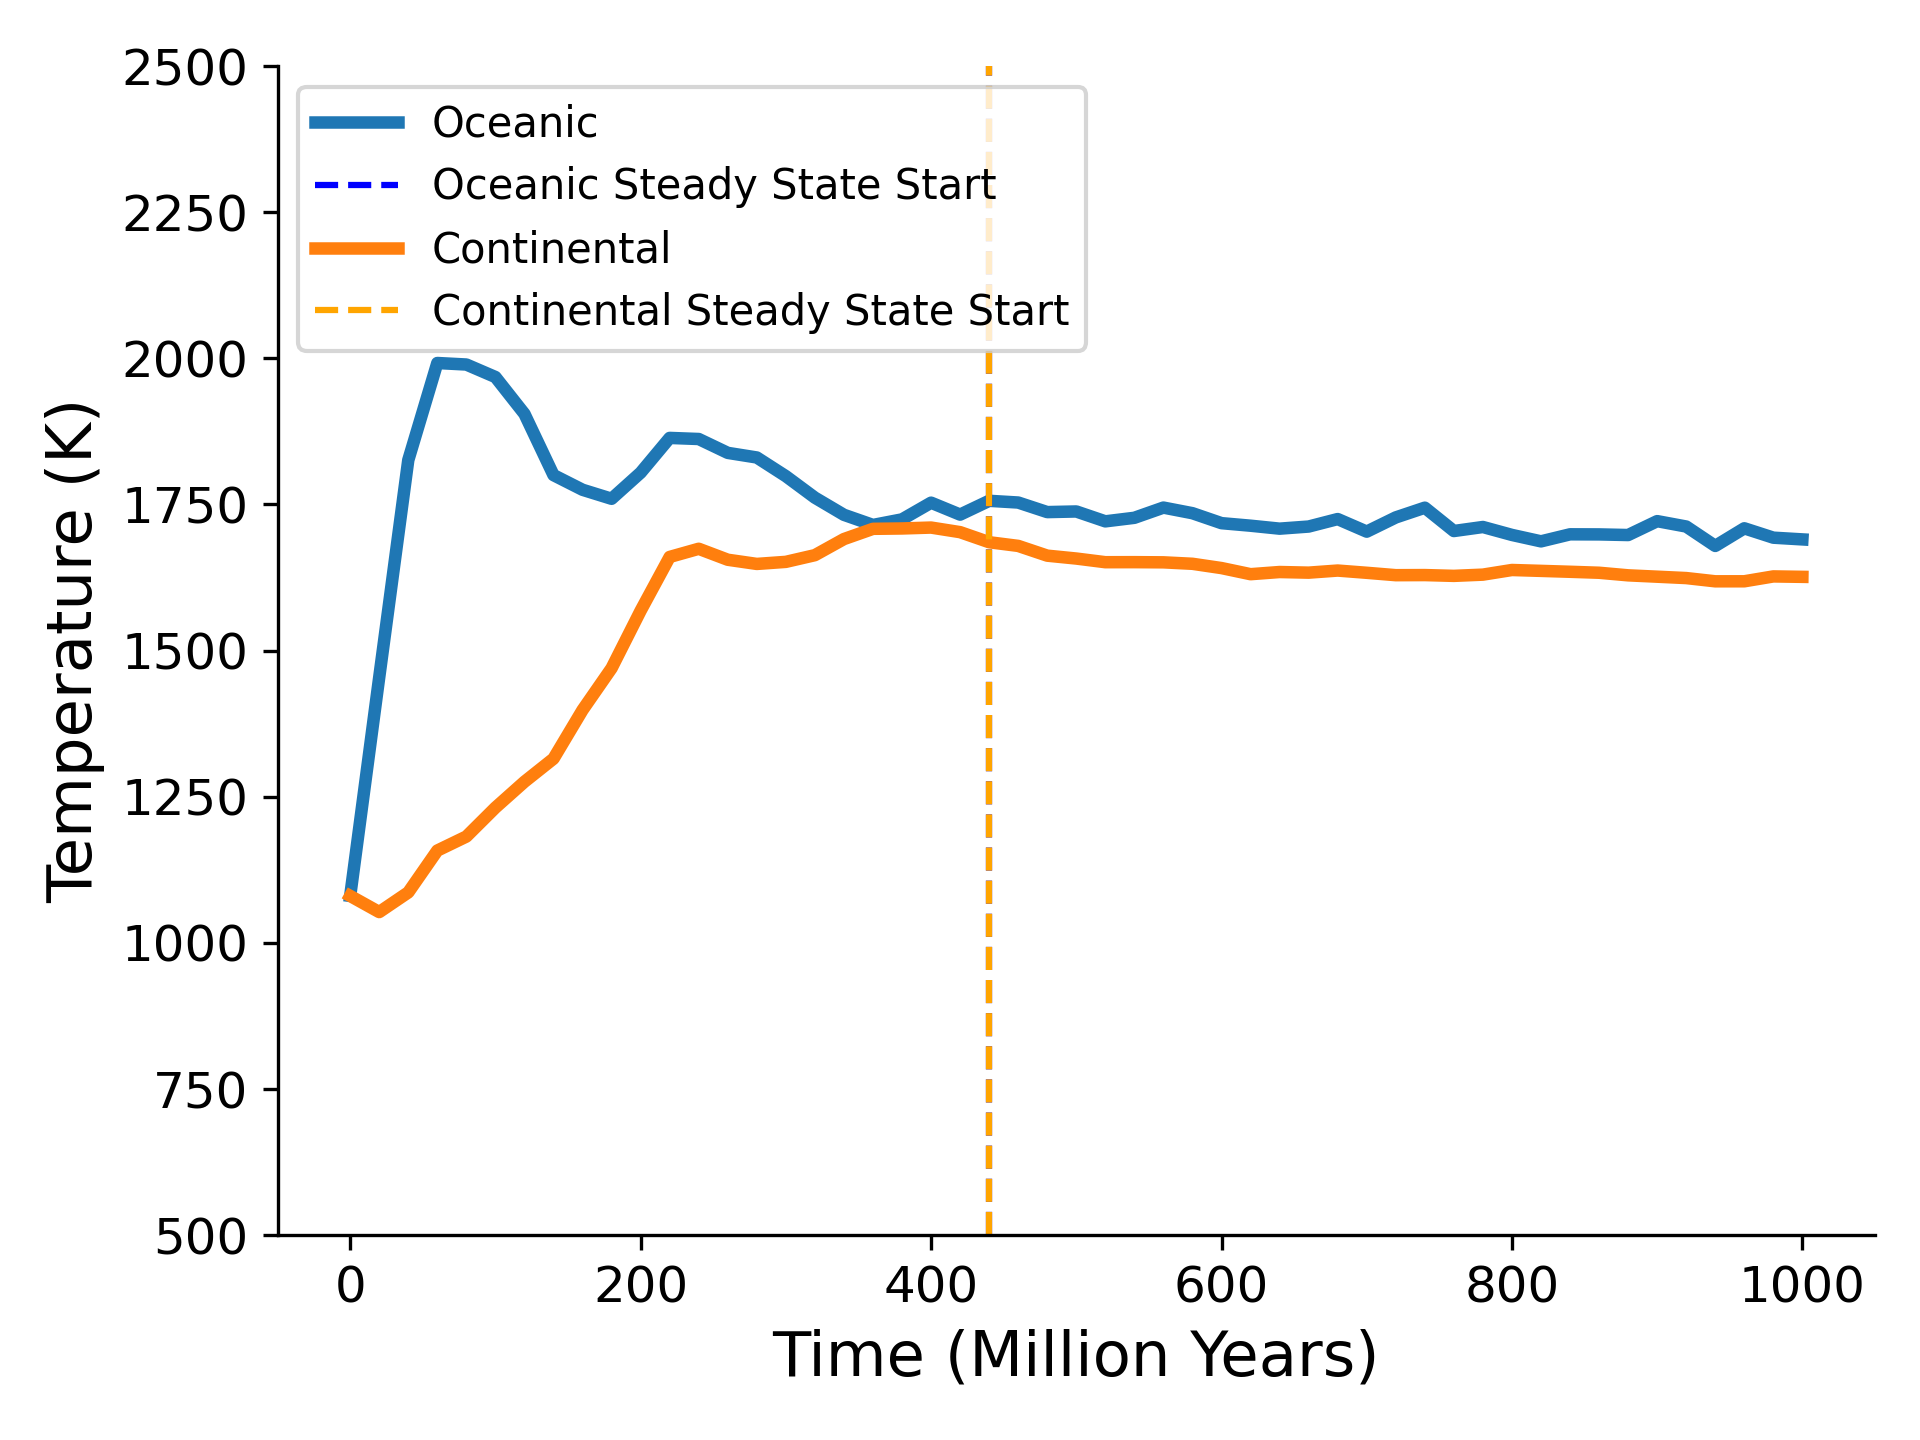 2500
2250
2000
1750
1500
1250
1000
750
500
Temperature (K)
Oceanic
Oceanic Steady State Start
Continental
Continental Steady State Start
0 200 400 600 800 1000
Time (Million Years)